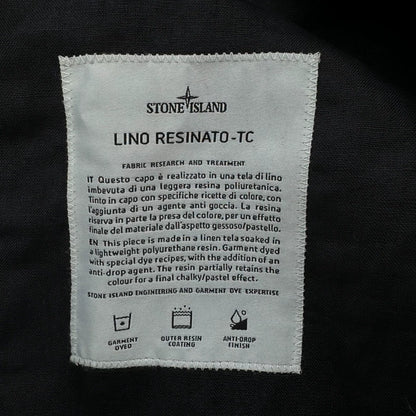 STONE ISLAND
LINO RESINATO-TC
FABRIC RESEARCH AND TREATMENT
IT Questo capo è realizzato in una tela di lino
imbevuta di una leggera resina poliuretanica.
Tinto in capo con specifiche ricette di colore, con
l'aggiunta di un agente anti goccia. La resina
riserva in parte la presa del colore, per un effetto
finale del materiale dall'aspetto gessoso/pastello.
EN This piece is made in a linen tela soaked in
a lightweight polyurethane resin. Garment dyed
with special dye recipes, with the addition of an
anti-drop agent. The resin partially retains the
colour for a final chalky/pastel effect.
STONE ISLAND ENGINEERING AND GARMENT DYE EXPERTISE
GARMENT DYED
OUTER RESIN COATING
ANTI-DROP FINISH